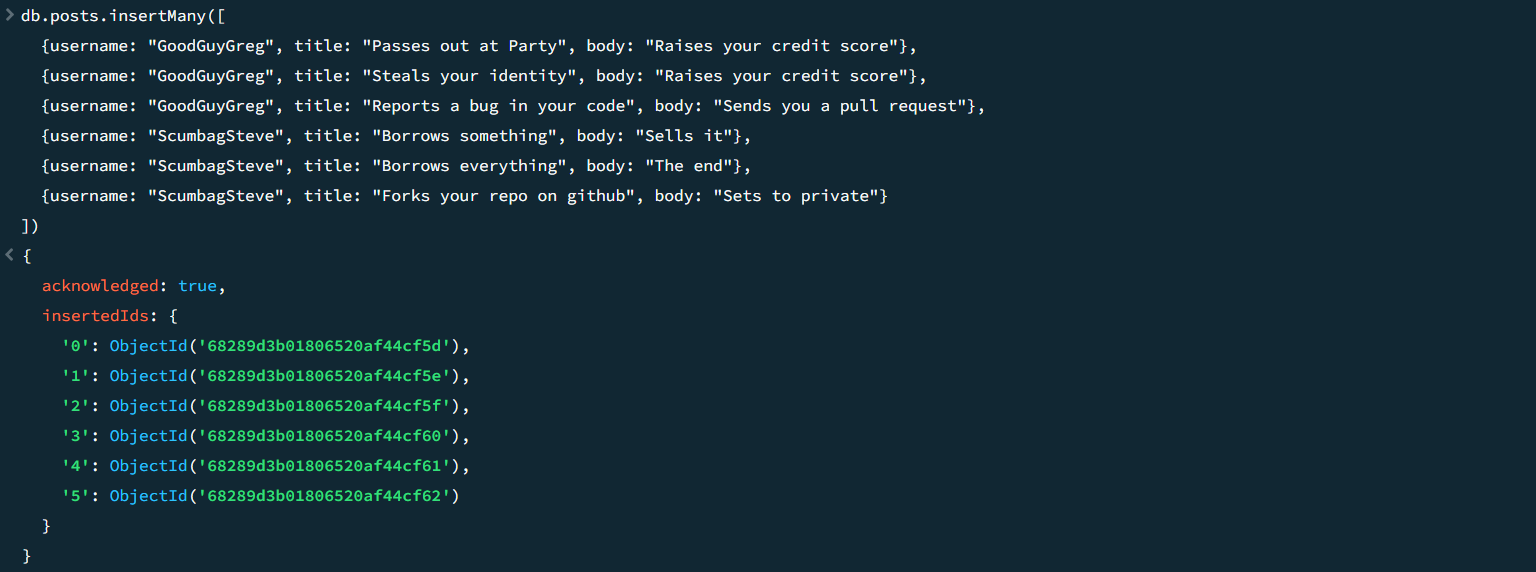 db.posts.insertMany([
{username: "GoodGuyGreg", title: "Passes out at Party", body: "Raises your credit score"},
{username: "GoodGuyGreg", title: "Steals your identity", body: "Raises your credit score"},
{username: "GoodGuyGreg", title: "Reports a bug in your code", body: "Sends you a pull request"},
{username: "ScumbagSteve", title: "Borrows something", body: "Sells it"},
{username: "ScumbagSteve", title: "Borrows everything", body: "The end"},
{username: "ScumbagSteve", title: "Forks your repo on github", body: "Sets to private"}
])
{
acknowledged: true,
insertedIds: {
'0': ObjectId('68289d3b01806520af44cf5d'),
'1': ObjectId('68289d3b01806520af44cf5e'),
'2': ObjectId('68289d3b01806520af44cf5f'),
'3': ObjectId('68289d3b01806520af44cf60'),
'4': ObjectId('68289d3b01806520af44cf61'),
'5': ObjectId('68289d3b01806520af44cf62')
}
}